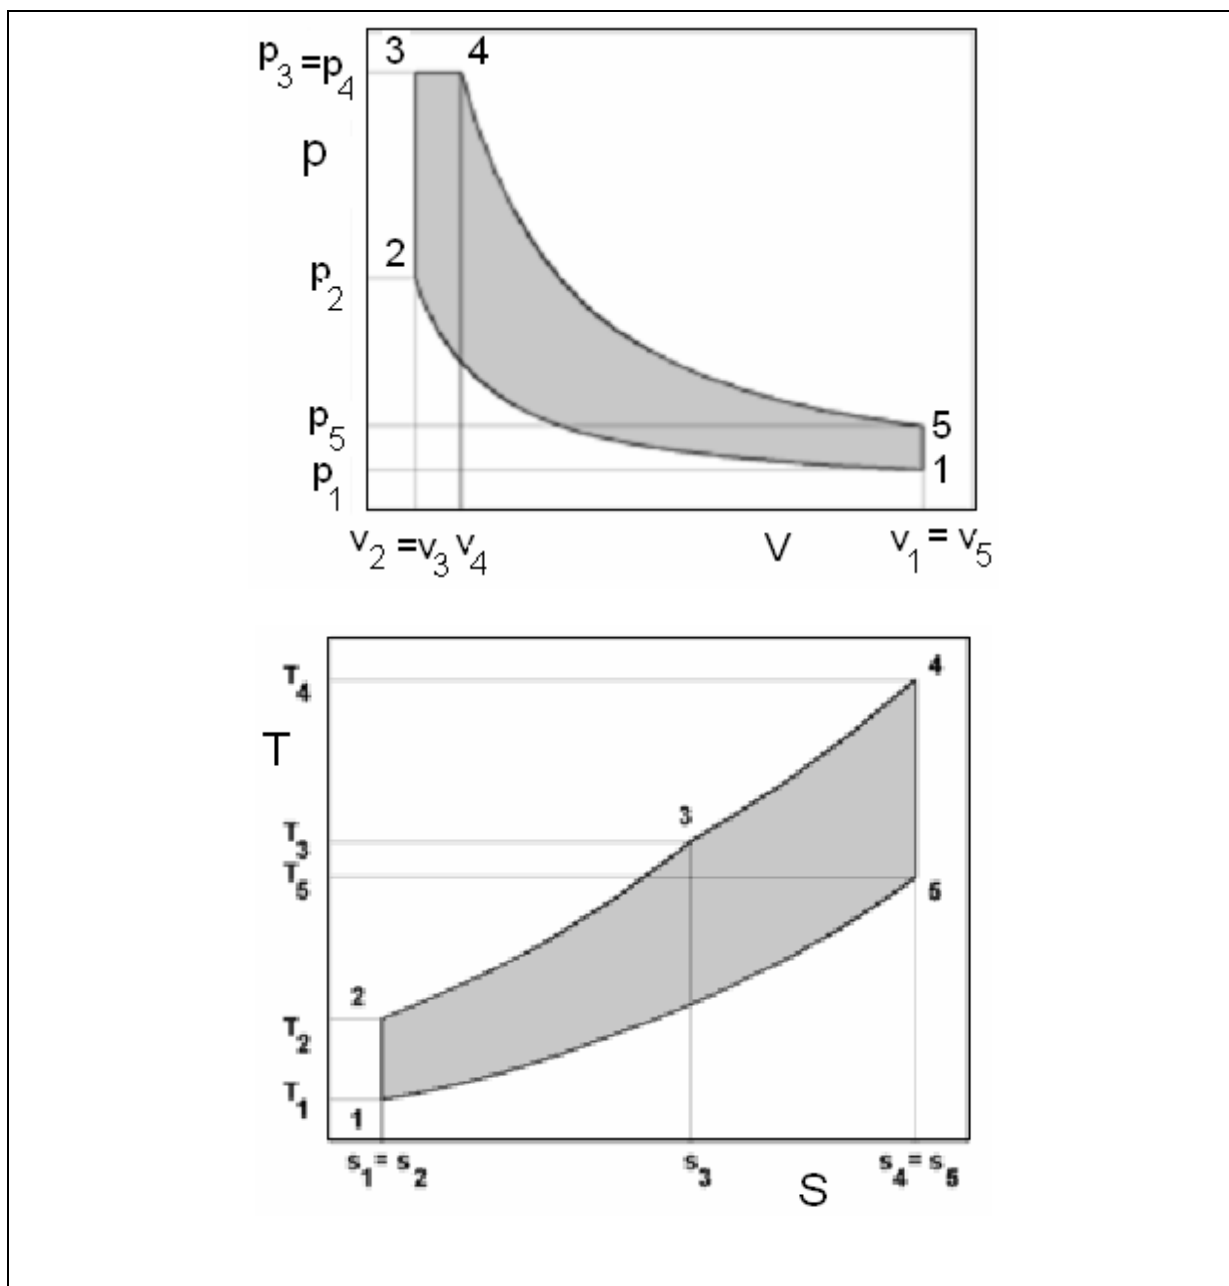 3 4
p₃ =p₄
p
2
p₂
p₅ 5
p₁ 1
v₂ =v₃ v₄ v v₁ = v₅
T₄ 4
T
3
T₃
T₅ 5
2
T₂
T₁
1
s₁ = s₂ s₃ s₄ = s₅
S